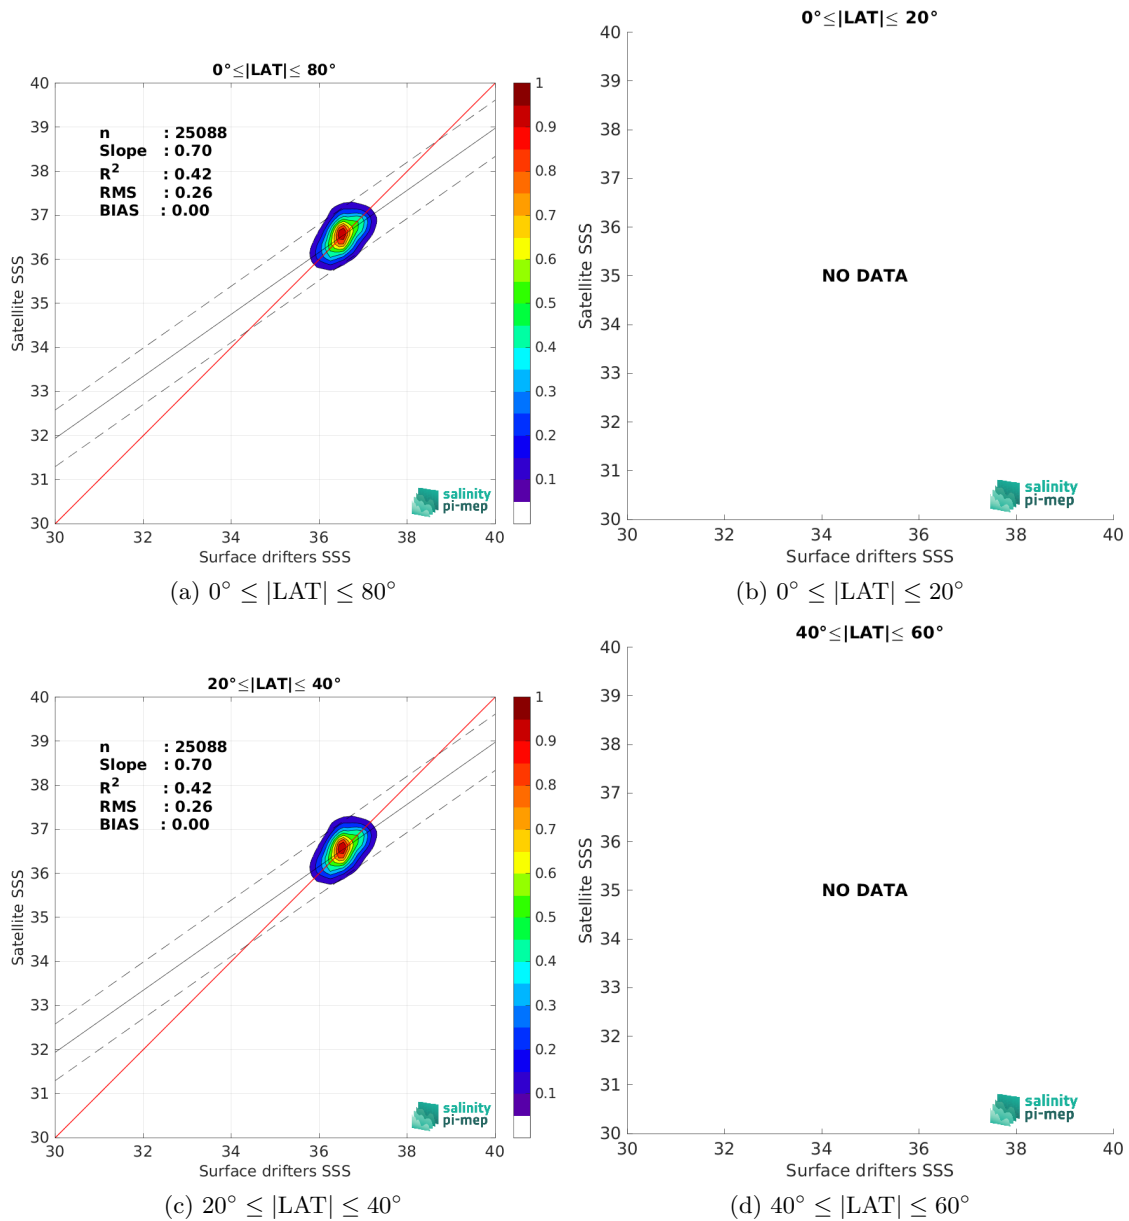 0°≤|LAT|≤ 80°
40
39
38
37
36
35
34
33
32
31
30
Satellite SSS
n : 25088
Slope : 0.70
R² : 0.42
RMS : 0.26
BIAS : 0.00
salinity
pi-mep
30 32 34 36 38 40
Surface drifters SSS
1
0.9
0.8
0.7
0.6
0.5
0.4
0.3
0.2
0.1
(a) 0° ≤ |LAT| ≤ 80°
0°≤|LAT|≤ 20°
40
39
38
37
36
35
34
33
32
31
30
Satellite SSS
NO DATA
salinity
pi-mep
30 32 34 36 38 40
Surface drifters SSS
(b) 0° ≤ |LAT| ≤ 20°
20°≤|LAT|≤ 40°
40
39
38
37
36
35
34
33
32
31
30
Satellite SSS
n : 25088
Slope : 0.70
R² : 0.42
RMS : 0.26
BIAS : 0.00
salinity
pi-mep
30 32 34 36 38 40
Surface drifters SSS
1
0.9
0.8
0.7
0.6
0.5
0.4
0.3
0.2
0.1
(c) 20° ≤ |LAT| ≤ 40°
40°≤|LAT|≤ 60°
40
39
38
37
36
35
34
33
32
31
30
Satellite SSS
NO DATA
salinity
pi-mep
30 32 34 36 38 40
Surface drifters SSS
(d) 40° ≤ |LAT| ≤ 60°